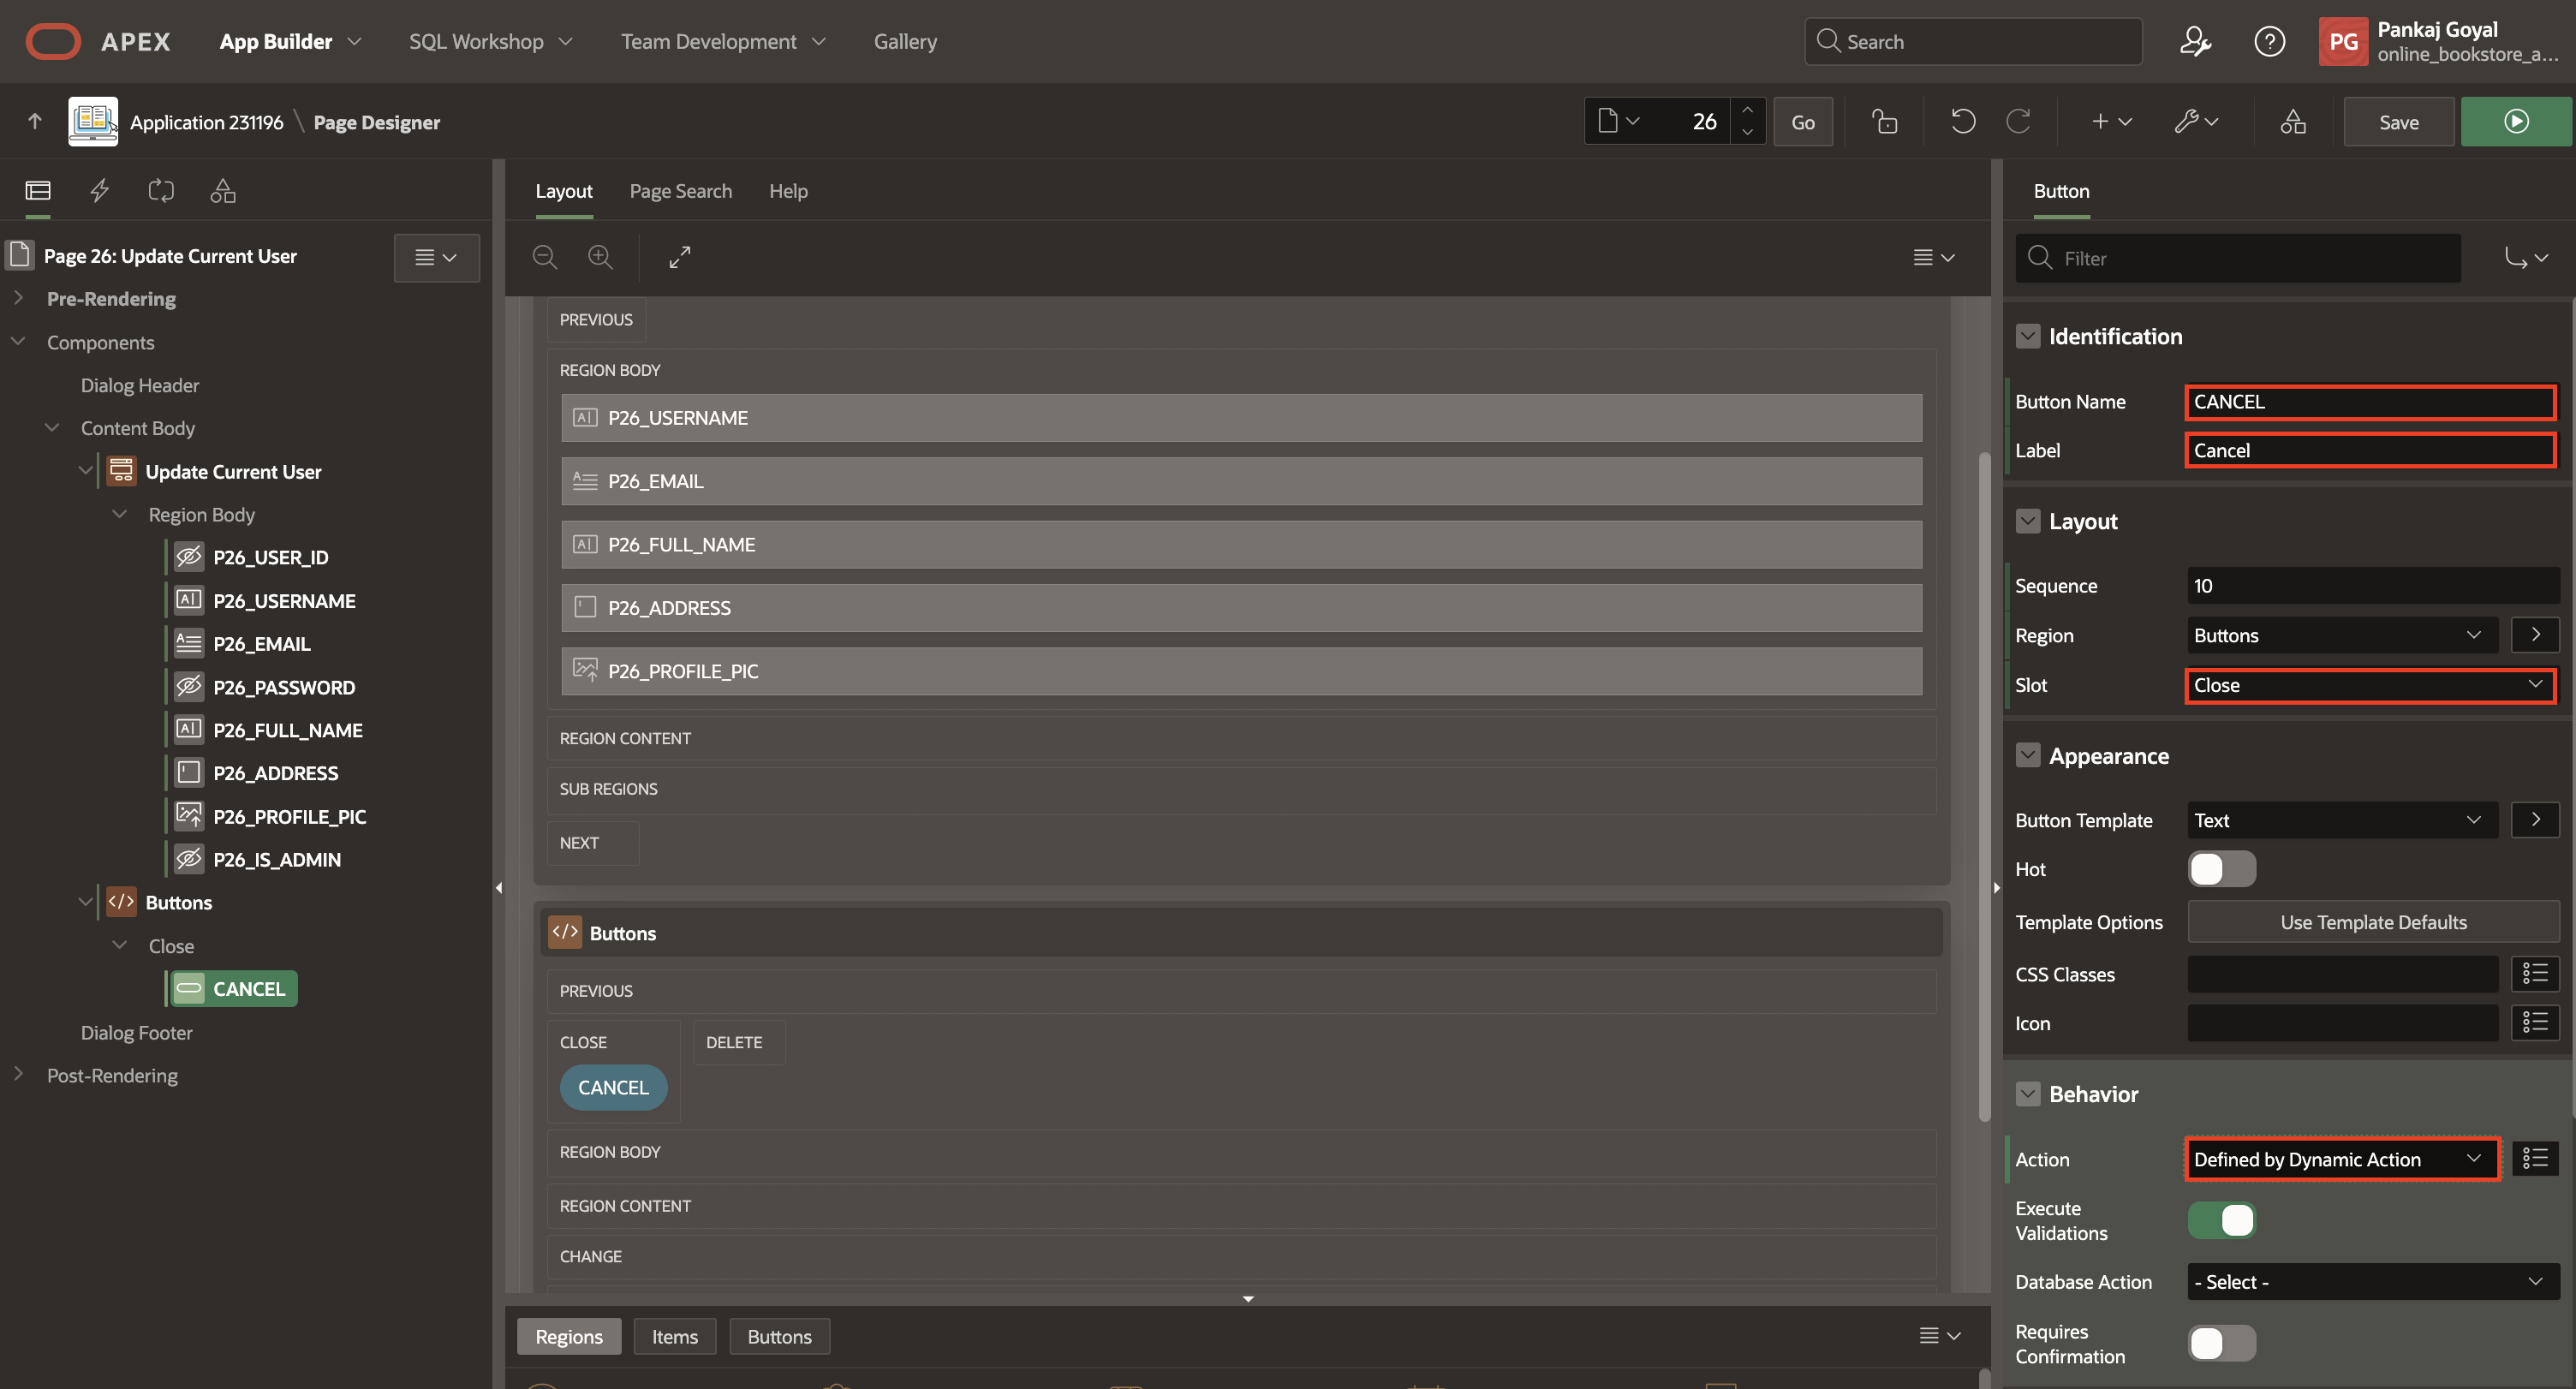 APEX App Builder SQL Workshop Team Development Gallery Search PG Pankaj Goyal
online_bookstore_a...
Application 231196 \ Page Designer 26 Go Save
Layout Page Search Help
Button
Page 26: Update Current User
Filter
Pre-Rendering
Components
Dialog Header
Content Body
Update Current User
Region Body
P26_USER_ID
P26_USERNAME
P26_EMAIL
P26_PASSWORD
P26_FULL_NAME
P26_ADDRESS
P26_PROFILE_PIC
P26_IS_ADMIN
Buttons
Close
CANCEL
Dialog Footer
Post-Rendering
PREVIOUS
REGION BODY
P26_USERNAME
P26_EMAIL
P26_FULL_NAME
P26_ADDRESS
P26_PROFILE_PIC
REGION CONTENT
SUB REGIONS
NEXT
Buttons
PREVIOUS
CLOSE DELETE
CANCEL
REGION BODY
REGION CONTENT
CHANGE
Regions Items Buttons
Identification
Button Name CANCEL
Label Cancel
Layout
Sequence 10
Region Buttons
Slot Close
Appearance
Button Template Text
Hot
Template Options Use Template Defaults
CSS Classes
Icon
Behavior
Action Defined by Dynamic Action
Execute
Validations
Database Action - Select -
Requires
Confirmation